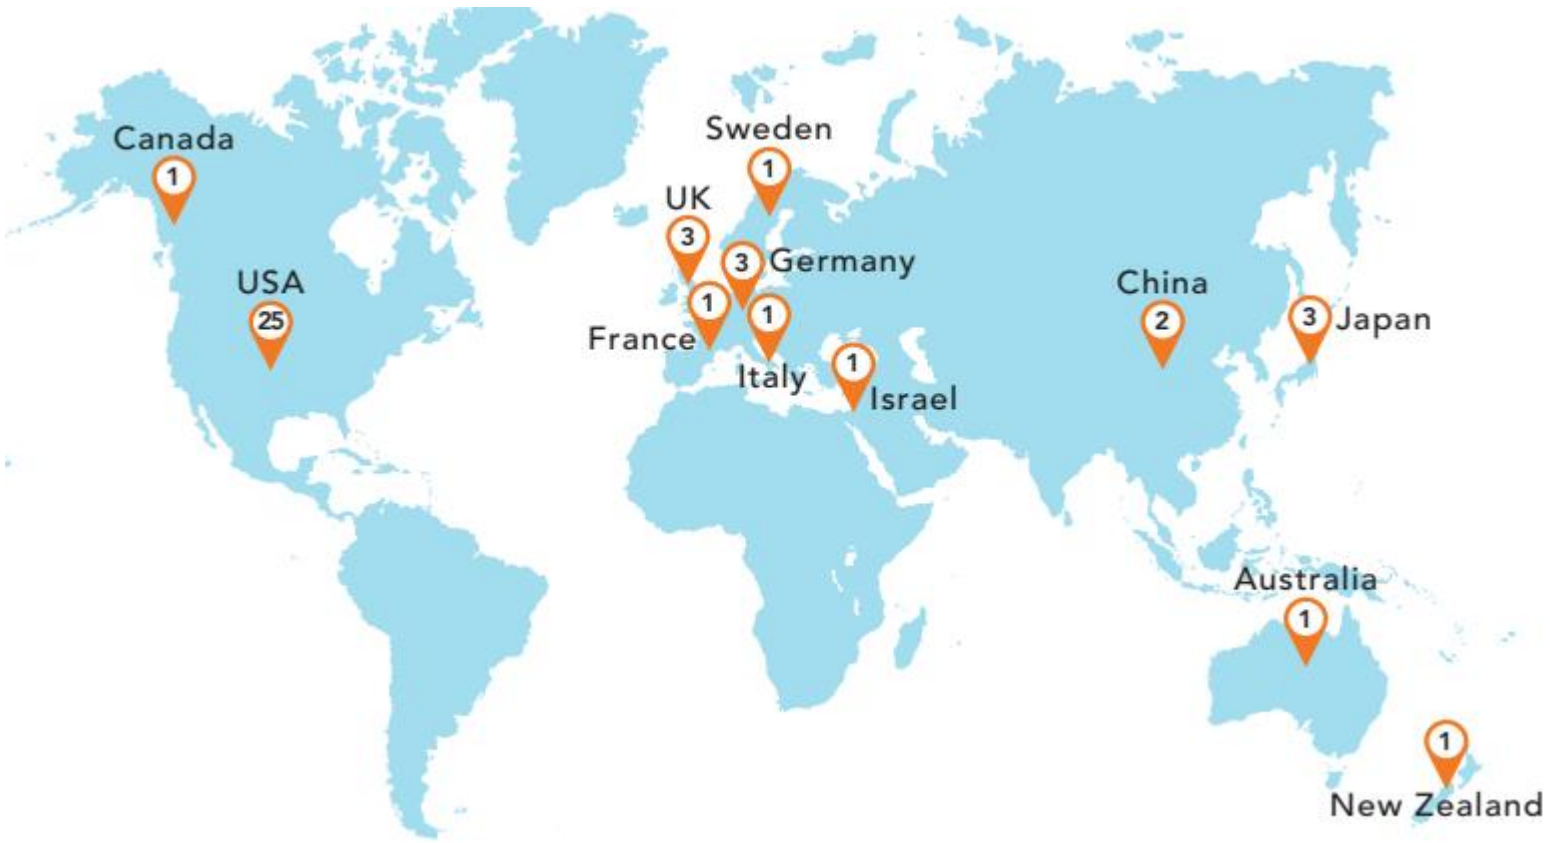 Canada
1
USA
25
Sweden
1
UK
3
3
Germany
1
France
1
Italy
1
Israel
China
2
3
Japan
Australia
1
1
New Zealand